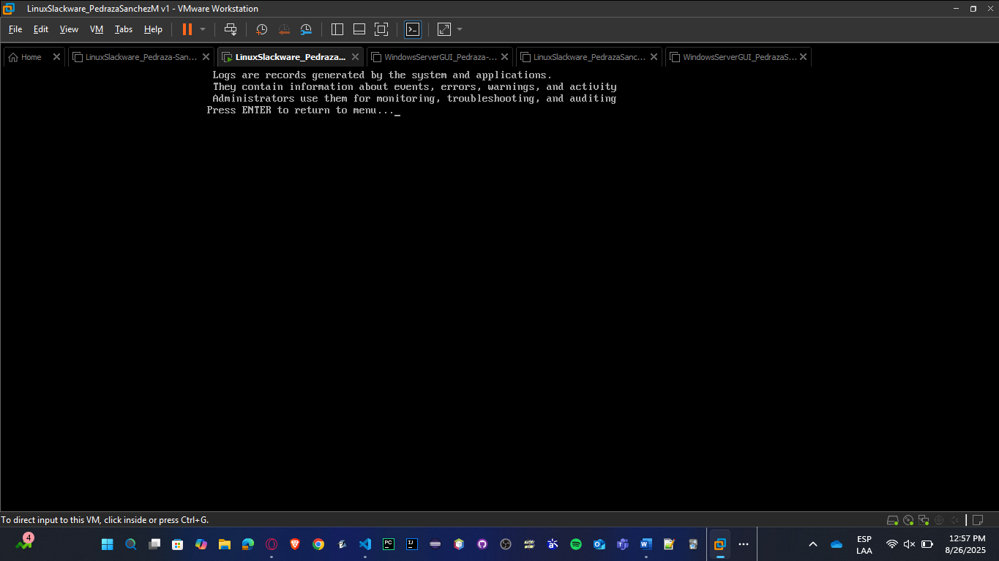 LinuxSlackware_PedrazaSanchezM v1 - VMware Workstation
File Edit View VM Tabs Help
Home LinuxSlackware_Pedraza-San... LinuxSlackware_Pedraza... WindowsServerGUI_Pedraza-... LinuxSlackware_PedrazaSanc... WindowsServerGUI_PedrazaS...
Logs are records generated by the system and applications.
They contain information about events, errors, warnings, and activity
Administrators use them for monitoring, troubleshooting, and auditing
Press ENTER to return to menu..._
To direct input to this VM, click inside or press Ctrl+G.
4
ESP
LAA
12:57 PM
8/26/2025